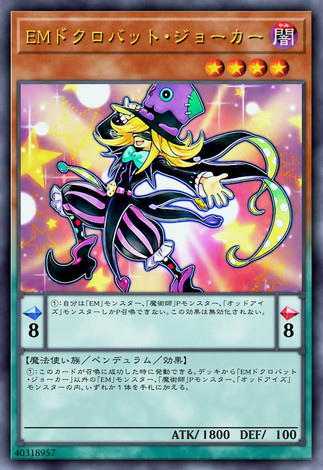 EMドクロバット・ジョーカー
闇
やみ
①:自分は「EM」モンスター、「魔術師」Pモンスター、「オッドアイ
ズ」モンスターしかP召喚できない。この効果は無効化されない。
8
8
【魔法使い族／ペンデュラム／効果】
①:このカードが召喚に成功した時に発動できる。デッキから「EMドクロバット
・ジョーカー」以外の「EM」モンスター、「魔術師」Pモンスター、「オッドアイズ」
モンスターの内、いずれか１体を手札に加える。
ATK/ 1800 DEF/ 100
40318957